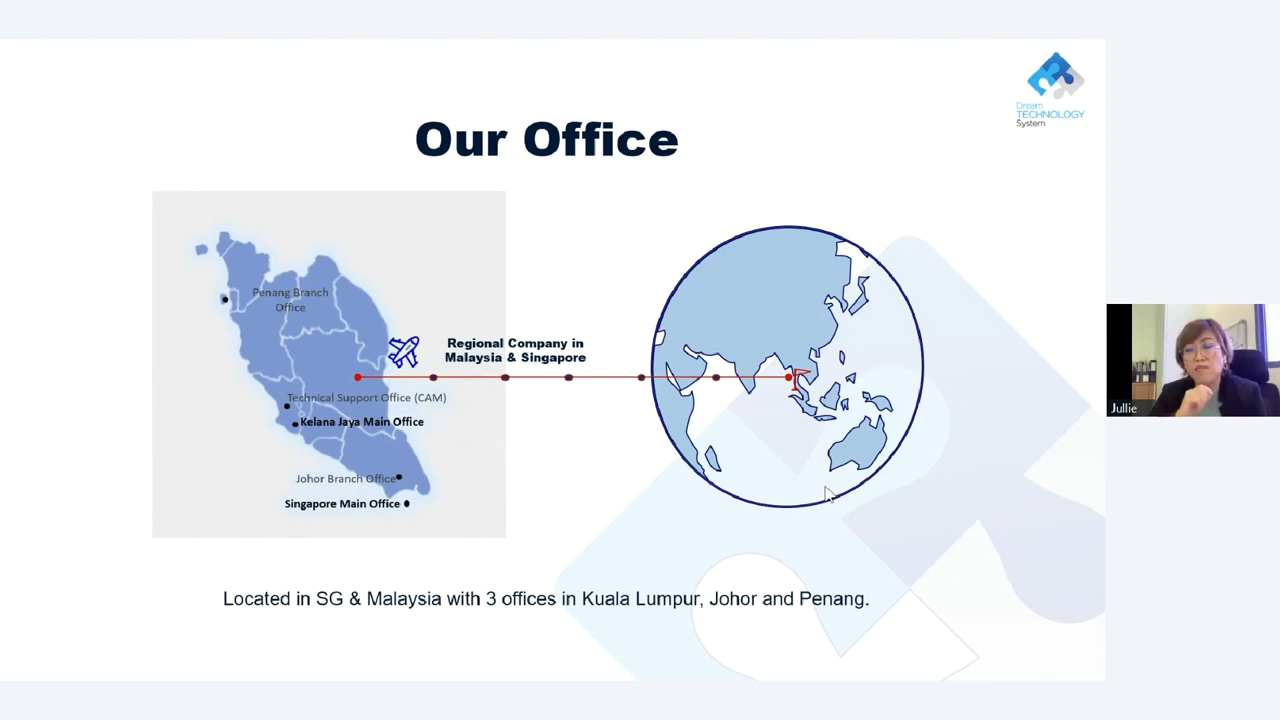 Dream
TECHNOLOGY
System
Our Office
Penang Branch
Office
Regional Company in
Malaysia & Singapore
Technical Support Office (CAM)
Kelana Jaya Main Office
Johor Branch Office
Singapore Main Office
Located in SG & Malaysia with 3 offices in Kuala Lumpur, Johor and Penang.
Jullie